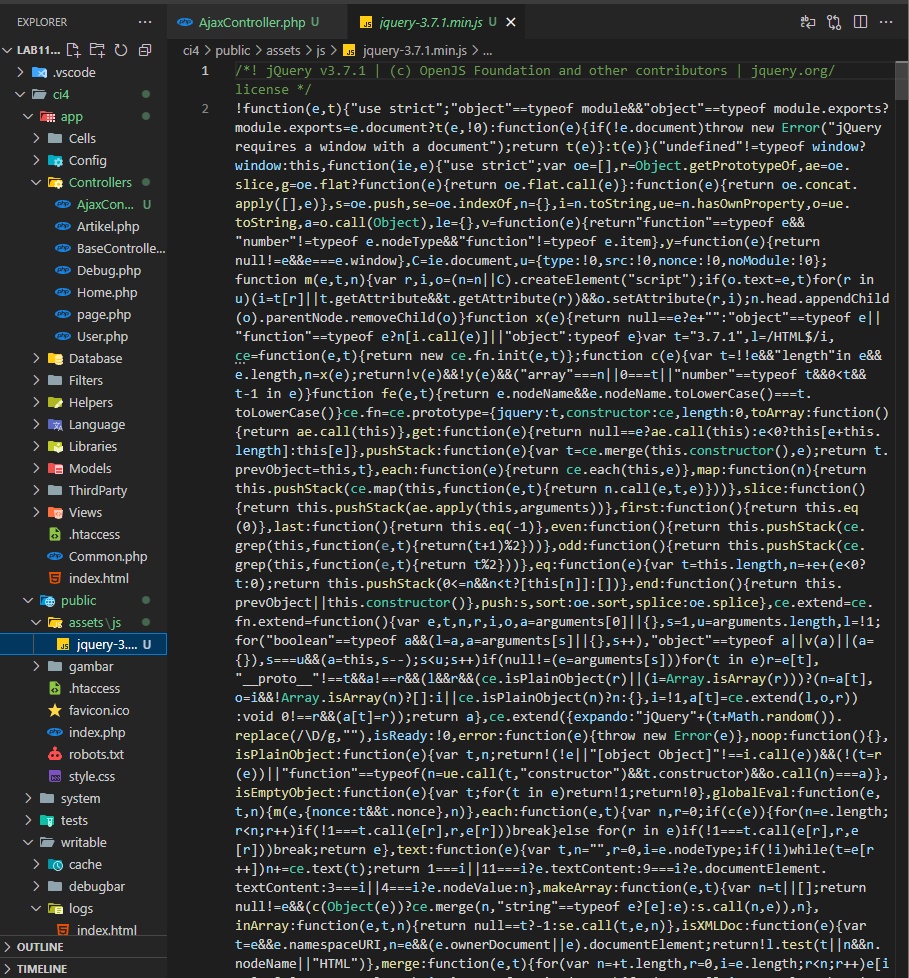 EXPLORER
LAB11...
.vscode
ci4
app
Cells
Config
Controllers
AjaxCon... U
Artikel.php
BaseControlle...
Debug.php
Home.php
page.php
User.php
Database
Filters
Helpers
Language
Libraries
Models
ThirdParty
Views
.htaccess
Common.php
index.html
public
assets\js
jquery-3.... U
gambar
.htaccess
favicon.ico
index.php
robots.txt
style.css
system
tests
writable
cache
debugbar
logs
index.html
OUTLINE
TIMELINE
AjaxController.php U
JS jquery-3.7.1.min.js U
ci4 > public > assets > js > JS jquery-3.7.1.min.js > ...
1 /*! jQuery v3.7.1 | (c) OpenJS Foundation and other contributors | jquery.org/
license */
2 !function(e,t){"use strict";"object"==typeof module&&"object"==typeof module.exports?
module.exports=e.document?t(e,!0):function(e){if(!e.document)throw new Error("jQuery
requires a window with a document");return t(e)}:t(e)}("undefined"!=typeof window?
window:this,function(ie,e){"use strict";var oe=[],r=Object.getPrototypeOf,ae=oe.
slice,g=oe.flat?function(e){return oe.flat.call(e)}:function(e){return oe.concat.
apply([],e)},s=oe.push,se=oe.indexOf,n={},i=n.toString,ue=n.hasOwnProperty,o=ue.
toString,a=o.call(Object),le={},v=function(e){return"function"==typeof e&&
"number"!=typeof e.nodeType&&"function"!=typeof e.item},y=function(e){return
null!=e&&e===e.window},C=ie.document,u={type:!0,src:!0,nonce:!0,noModule:!0};
function m(e,t,n){var r,i,o=(n=n||C).createElement("script");if(o.text=e,t)for(r in
u)(i=t[r]||t.getAttribute&&t.getAttribute(r))&&o.setAttribute(r,i);n.head.appendChild
(o).parentNode.removeChild(o)}function x(e){return null==e?e+"":"object"==typeof e||
"function"==typeof e?n[i.call(e)]||"object":typeof e}var t="3.7.1",l=/HTML$/i,
ce=function(e,t){return new ce.fn.init(e,t)};function c(e){var t=!!e&&"length"in e&&
e.length,n=x(e);return!v(e)&&!y(e)&&("array"===n||0===t||"number"==typeof t&&0<t&&
t-1 in e)}function fe(e,t){return e.nodeName&&e.nodeName.toLowerCase()===t.
toLowerCase()}ce.fn=ce.prototype={jquery:t,constructor:ce,length:0,toArray:function()
{return ae.call(this)},get:function(e){return null==e?ae.call(this):e<0?this[e+this.
length]:this[e]},pushStack:function(e){var t=ce.merge(this.constructor(),e);return t.
prevObject=this,t},each:function(e){return ce.each(this,e)},map:function(n){return
this.pushStack(ce.map(this,function(e,t){return n.call(e,t,e)}))},slice:function()
{return this.pushStack(ae.apply(this,arguments))},first:function(){return this.eq
(0)},last:function(){return this.eq(-1)},even:function(){return this.pushStack(ce.
grep(this,function(e,t){return(t+1)%2}))},odd:function(){return this.pushStack(ce.
grep(this,function(e,t){return t%2}))},eq:function(e){var t=this.length,n=+e+(e<0?
t:0);return this.pushStack(0<=n&&n<t?[this[n]]:[])},end:function(){return this.
prevObject||this.constructor()},push:s,sort:oe.sort,splice:oe.splice},ce.extend=ce.
fn.extend=function(){var e,t,n,r,i,o,a=arguments[0]||{},s=1,u=arguments.length,l=!1;
for("boolean"==typeof a&&(l=a,a=arguments[s]||{},s++),"object"==typeof a||v(a)||(a=
{}),s===u&&(a=this,s--);s<u;s++)if(null!=(e=arguments[s]))for(t in e)r=e[t],
"__proto__"!==t&&a!==r&&(l&&r&&(ce.isPlainObject(r)||(i=Array.isArray(r)))?(n=a[t],
o=i&&!Array.isArray(n)?[]:i||ce.isPlainObject(n)?n:{},i=!1,a[t]=ce.extend(l,o,r))
:void 0!==r&&(a[t]=r));return a},ce.extend({expando:"jQuery"+(t+Math.random()).
replace(/\D/g,""),isReady:!0,error:function(e){throw new Error(e)},noop:function(){},
isPlainObject:function(e){var t,n;return!(!e||"[object Object]"!==i.call(e))&&(!(t=r
(e))||"function"==typeof(n=ue.call(t,"constructor")&&t.constructor)&&o.call(n)===a)},
isEmptyObject:function(e){var t;for(t in e)return!1;return!0},globalEval:function(e,
t,n){m(e,{nonce:t&&t.nonce},n)},each:function(e,t){var n,r=0;if(c(e)){for(n=e.length;
r<n;r++)if(!1===t.call(e[r],r,e[r]))break}else for(r in e)if(!1===t.call(e[r],r,e
[r]))break;return e},text:function(e){var t,n="",r=0,i=e.nodeType;if(!i)while(t=e[r
++])n+=ce.text(t);return 1===i||11===i?e.textContent:9===i?e.documentElement.
textContent:3===i||4===i?e.nodeValue:n},makeArray:function(e,t){var n=t||[];return
null!=e&&(c(Object(e))?ce.merge(n,"string"==typeof e?[e]:e):s.call(n,e)),n},
inArray:function(e,t,n){return null==t?-1:se.call(t,e,n)},isXMLDoc:function(e){var
t=e&&e.namespaceURI,n=e&&(e.ownerDocument||e).documentElement;return!l.test(t||n&&n.
nodeName||"HTML")},merge:function(e,t){for(var n=+t.length,r=0,i=e.length;r<n;r++)e[i